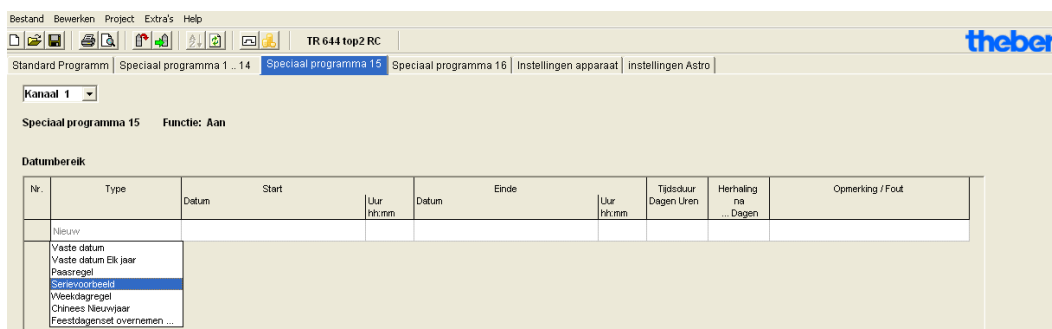 Bestand Bewerken Project Extra's Help
TR 644 top2 RC
theben
Standard Programm Speciaal programma 1 .. 14 Speciaal programma 15 Speciaal programma 16 Instellingen apparaat instellingen Astro
Kanaal 1
Speciaal programma 15 Functie: Aan
Datumbereik
Nr. Type Start Einde Tijdsduur Herhaling Opmerking / Fout
Datum Uur Datum Uur Dagen Uren na
hh:mm hh:mm ... Dagen
Nieuw
Vaste datum
Vaste datum Elk jaar
Paasregel
Serievoorbeeld
Weekdagregel
Chinees Nieuwjaar
Feestdagenset overnemen ...